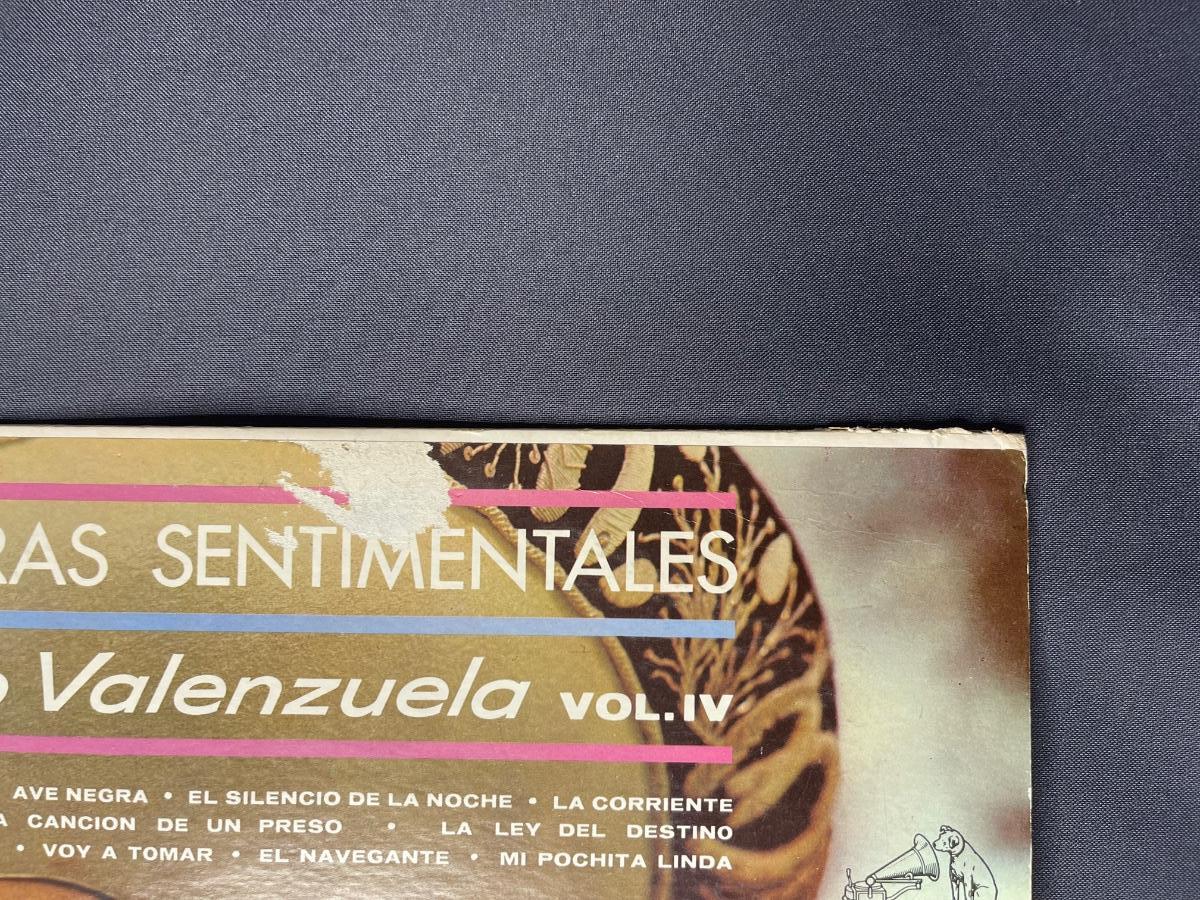 RAS SENTIMENTALES
o Valenzuela VOL.IV
AVE NEGRA • EL SILENCIO DE LA NOCHE • LA CORRIENTE
A CANCION DE UN PRESO • LA LEY DEL DESTINO
• VOY A TOMAR • EL NAVEGANTE • MI POCHITA LINDA